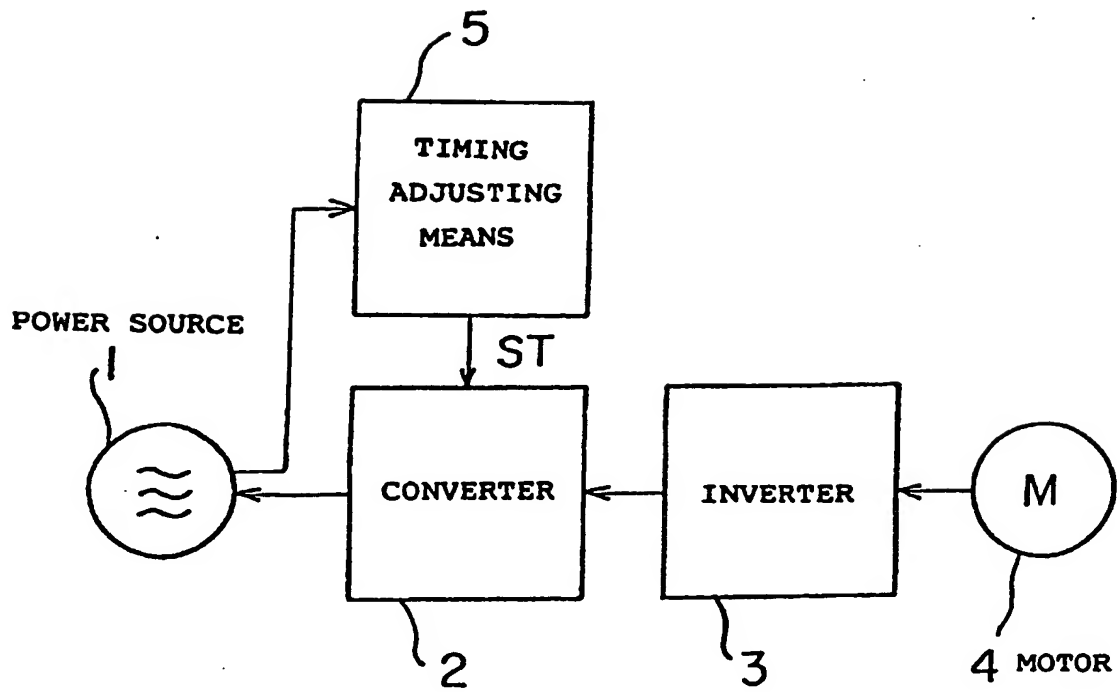 5
TIMING
ADJUSTING
MEANS
POWER SOURCE
1
ST
CONVERTER
INVERTER
M
2
3
4 MOTOR